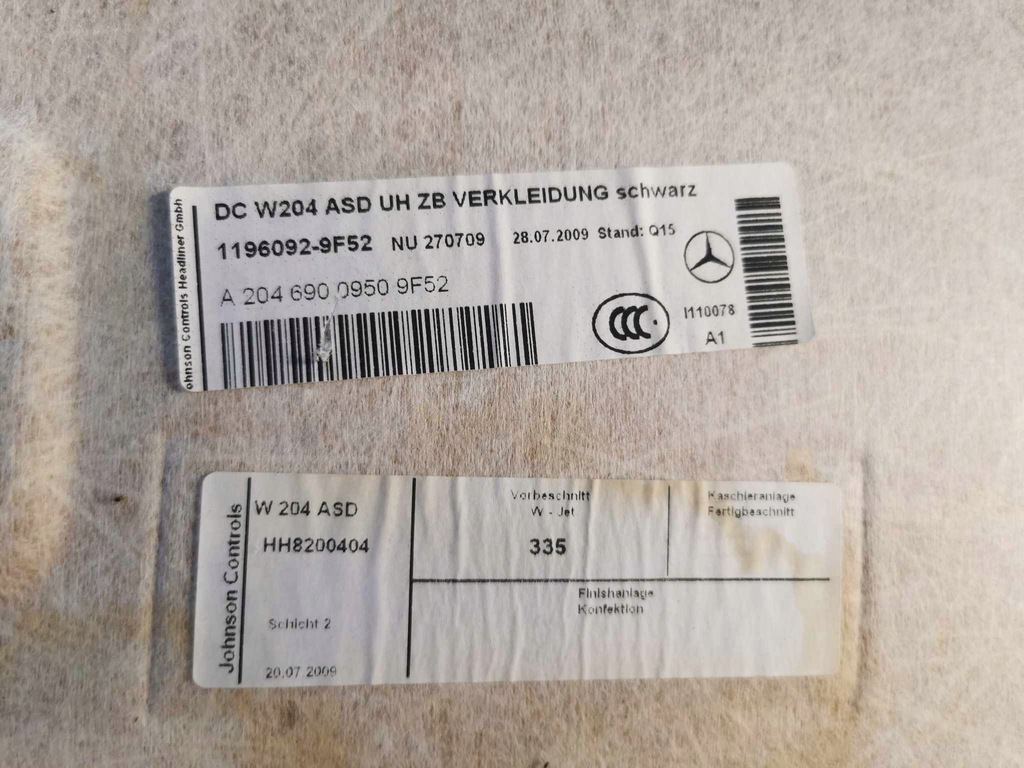 Johnson Controls Headliner Gmbh
DC W204 ASD UH ZB VERKLEIDUNG schwarz
1196092-9F52 NU 270709 28.07.2009 Stand: Q15
A 204 690 0950 9F52
CCC
I110078
A1
Johnson Controls
W 204 ASD
HH8200404
Schicht 2
20.07.2009
Vorbeschnitt
W - Jet
335
Kaschieranlage
Fertigbeschnitt
Finishanlage
Konfektion